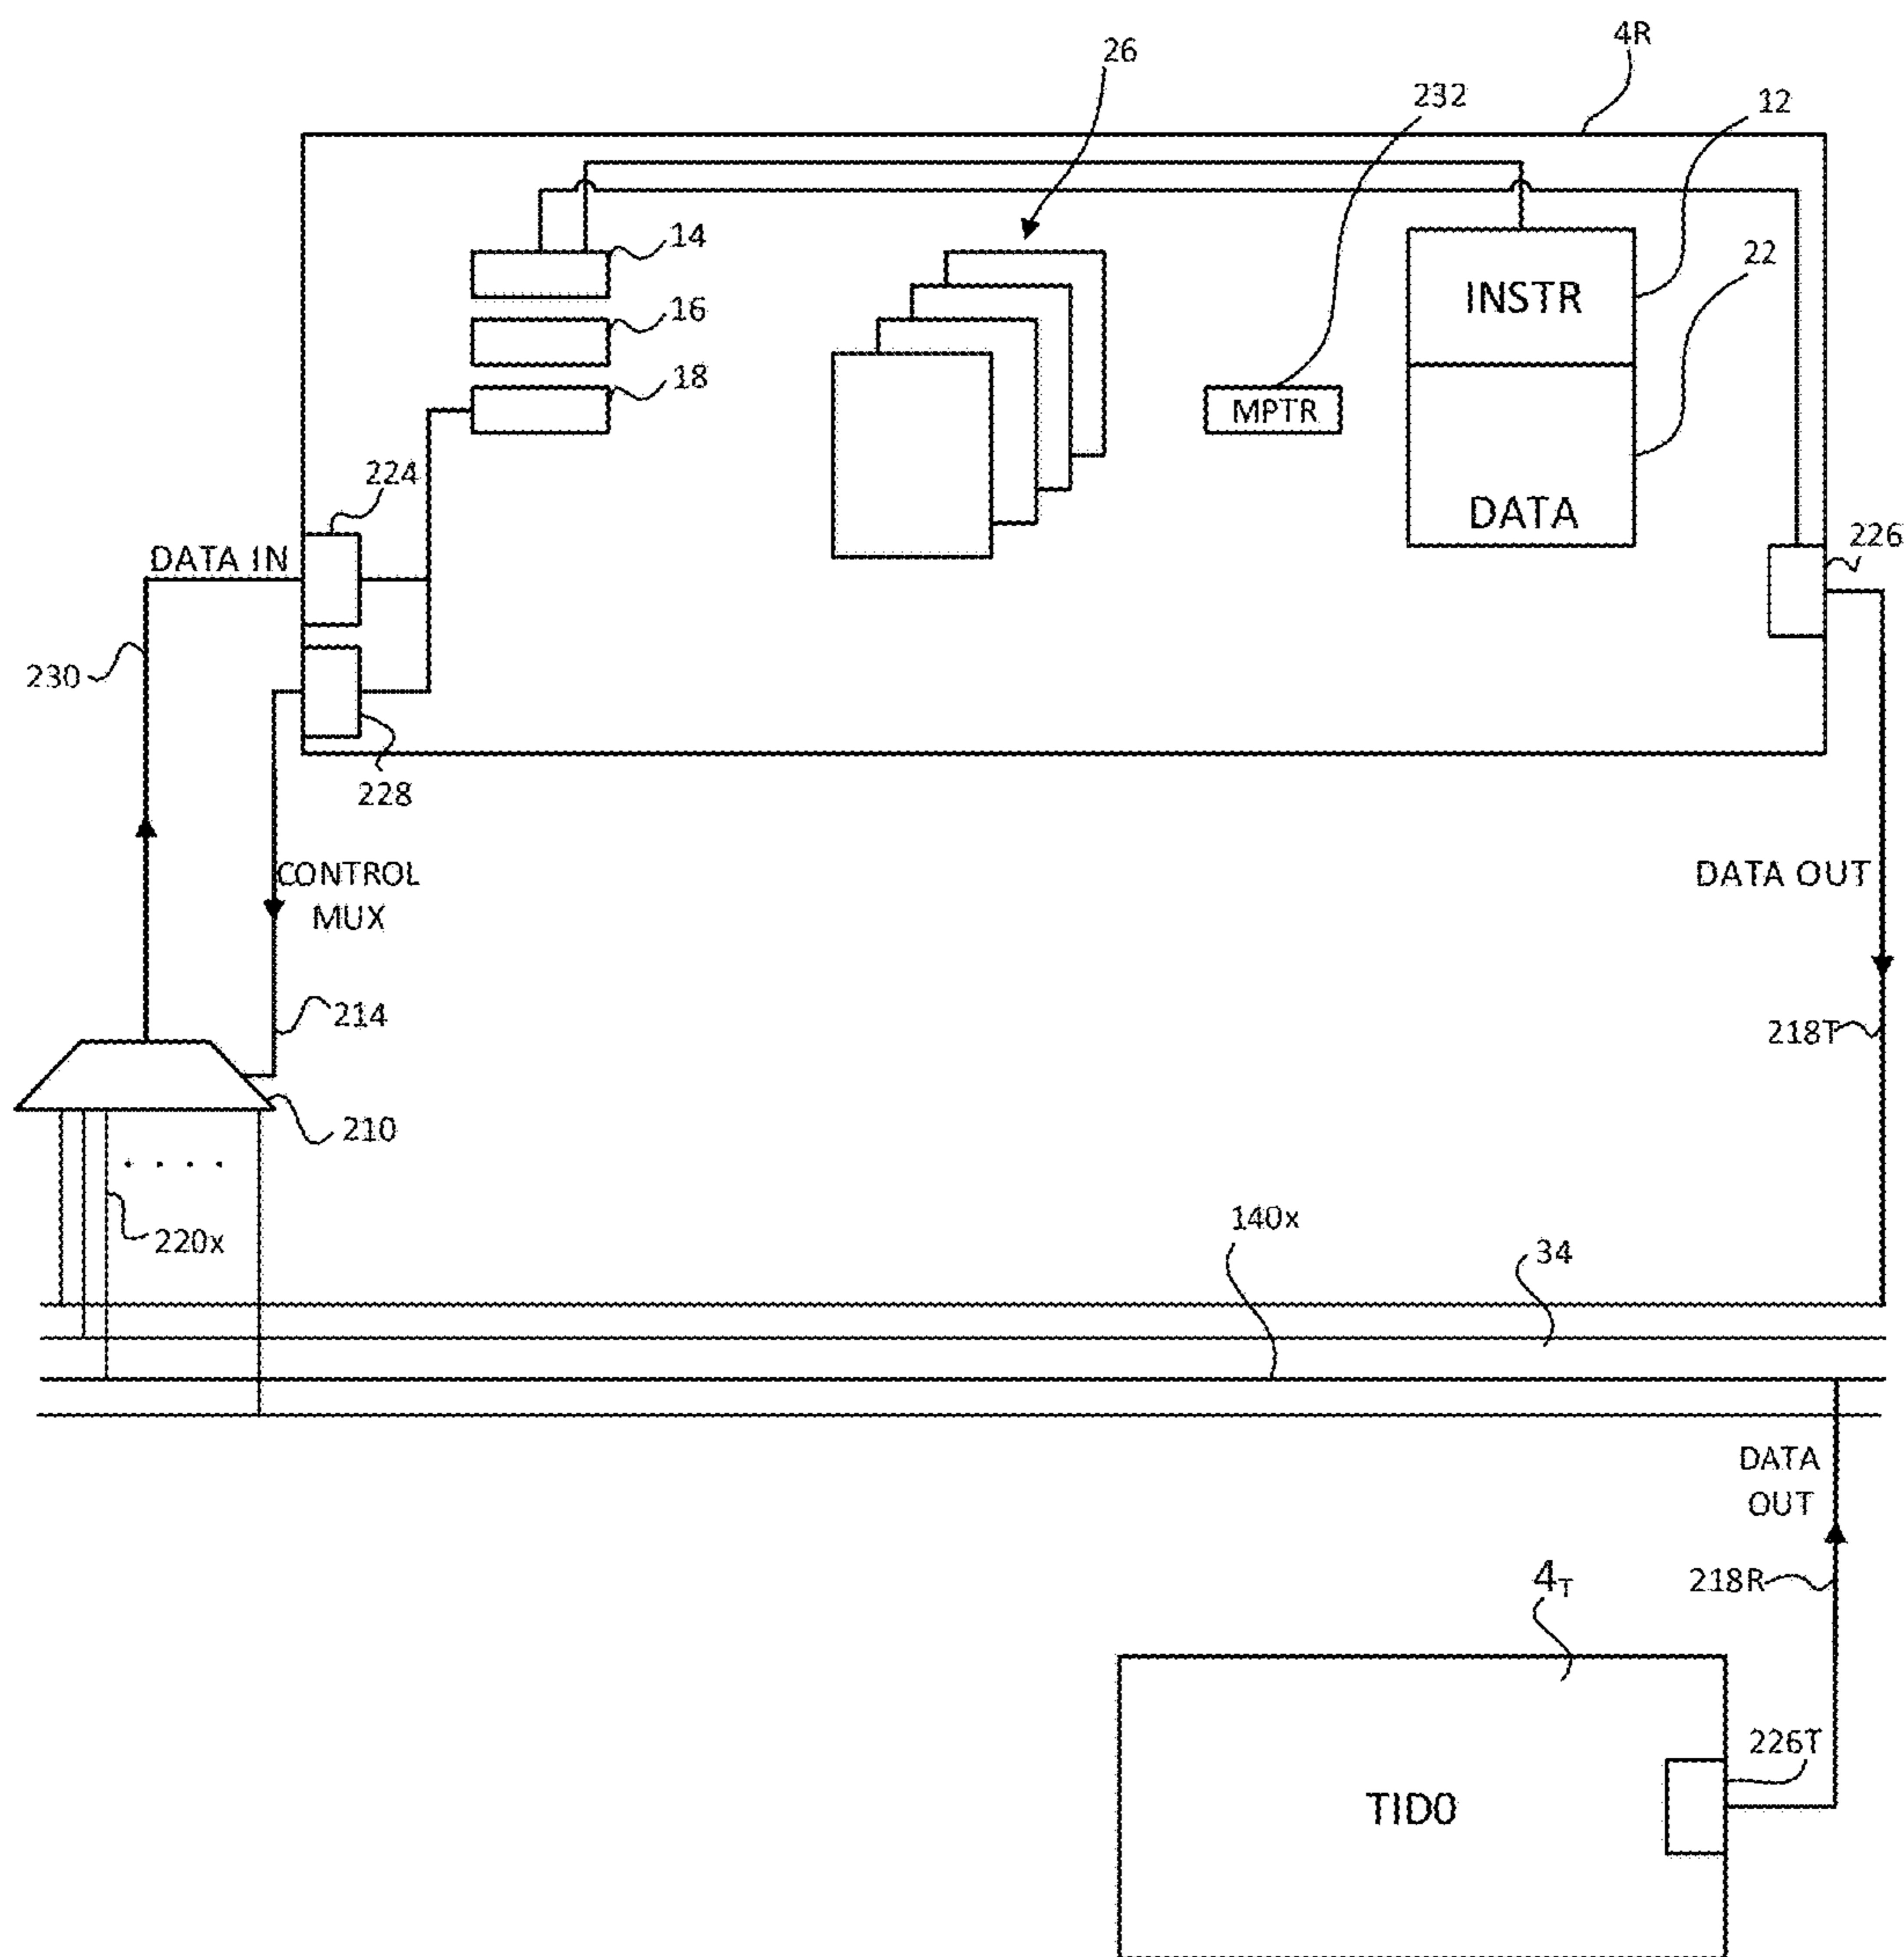 4R
26
232
12
14
INSTR
22
16
18
MPTR
224
DATA
226
DATA IN
230
228
CONTROL
MUX
DATA OUT
214
218T
210
. . . .
220x
140x
34
DATA
OUT
4T
218R
226T
TID0